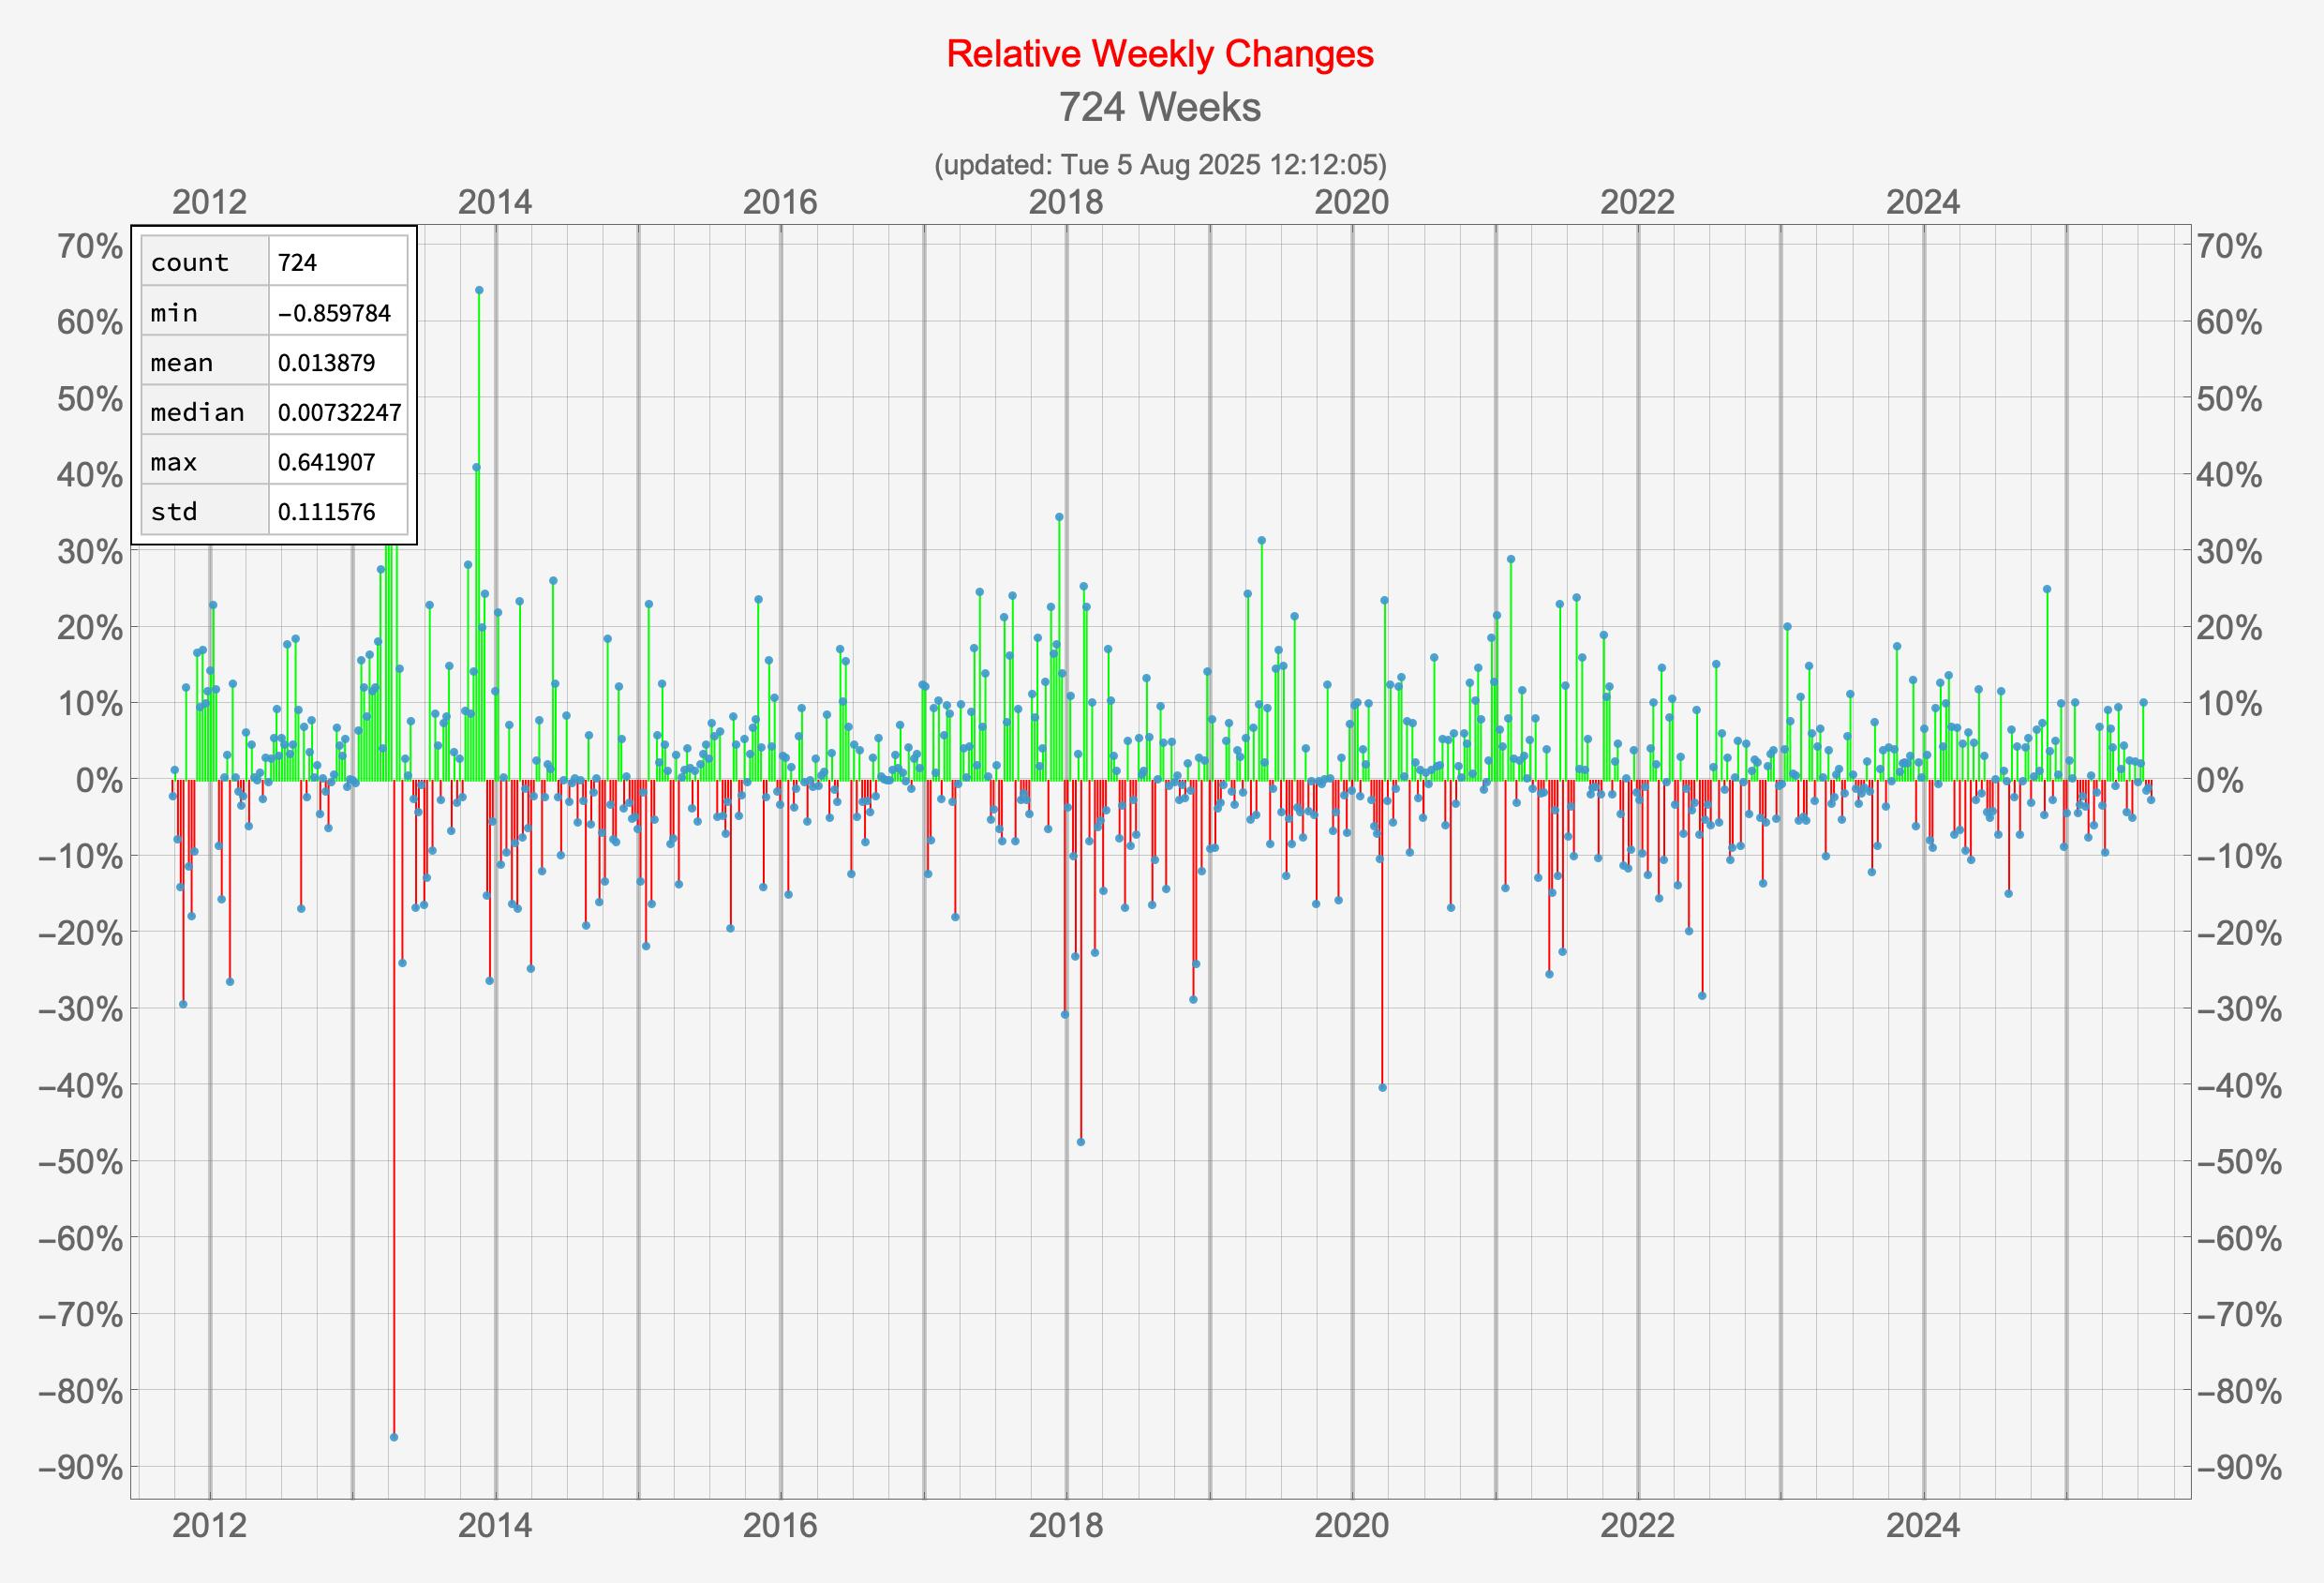 Relative Weekly Changes
724 Weeks
(updated: Tue 5 Aug 2025 12:12:05)
2012 2014 2016 2018 2020 2022 2024
count 724
min −0.859784
mean 0.013879
median 0.00732247
max 0.641907
std 0.111576
70% 70%
60% 60%
50% 50%
40% 40%
30% 30%
20% 20%
10% 10%
0% 0%
−10% −10%
−20% −20%
−30% −30%
−40% −40%
−50% −50%
−60% −60%
−70% −70%
−80% −80%
−90% −90%
2012 2014 2016 2018 2020 2022 2024